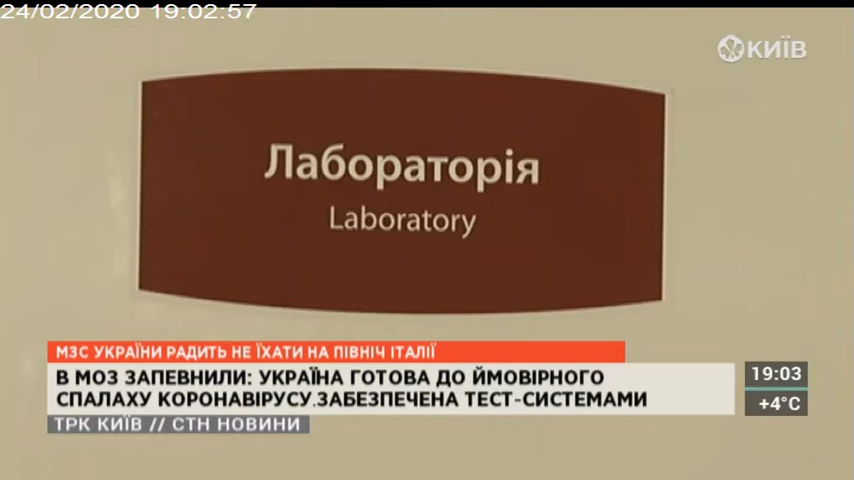 24/02/2020 19:02:57
КИЇВ
Лабораторія
Laboratory
МЗС УКРАЇНИ РАДИТЬ НЕ ЇХАТИ НА ПІВНІЧ ІТАЛІЇ
В МОЗ ЗАПЕВНИЛИ: УКРАЇНА ГОТОВА ДО ЙМОВІРНОГО
СПАЛАХУ КОРОНАВІРУСУ.ЗАБЕЗПЕЧЕНА ТЕСТ-СИСТЕМАМИ
19:03
+4°C
ТРК КИЇВ // СТН НОВИНИ